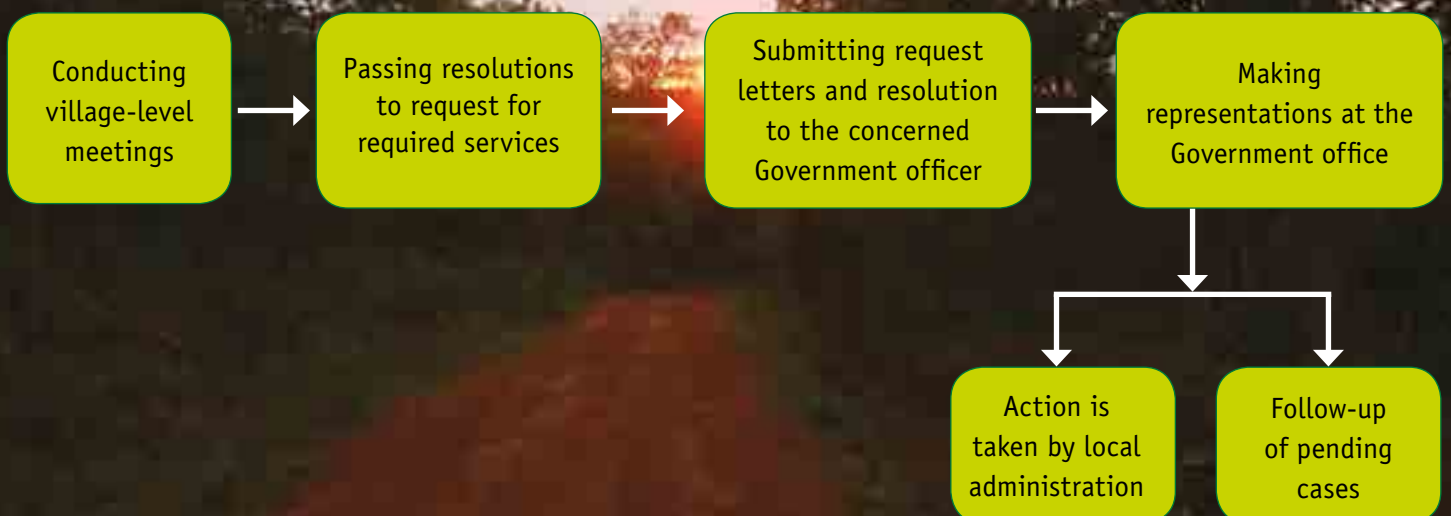 Conducting
village-level
meetings
Passing resolutions
to request for
required services
Submitting request
letters and resolution
to the concerned
Government officer
Making
representations at the
Government office
Action is
taken by local
administration
Follow-up
of pending
cases